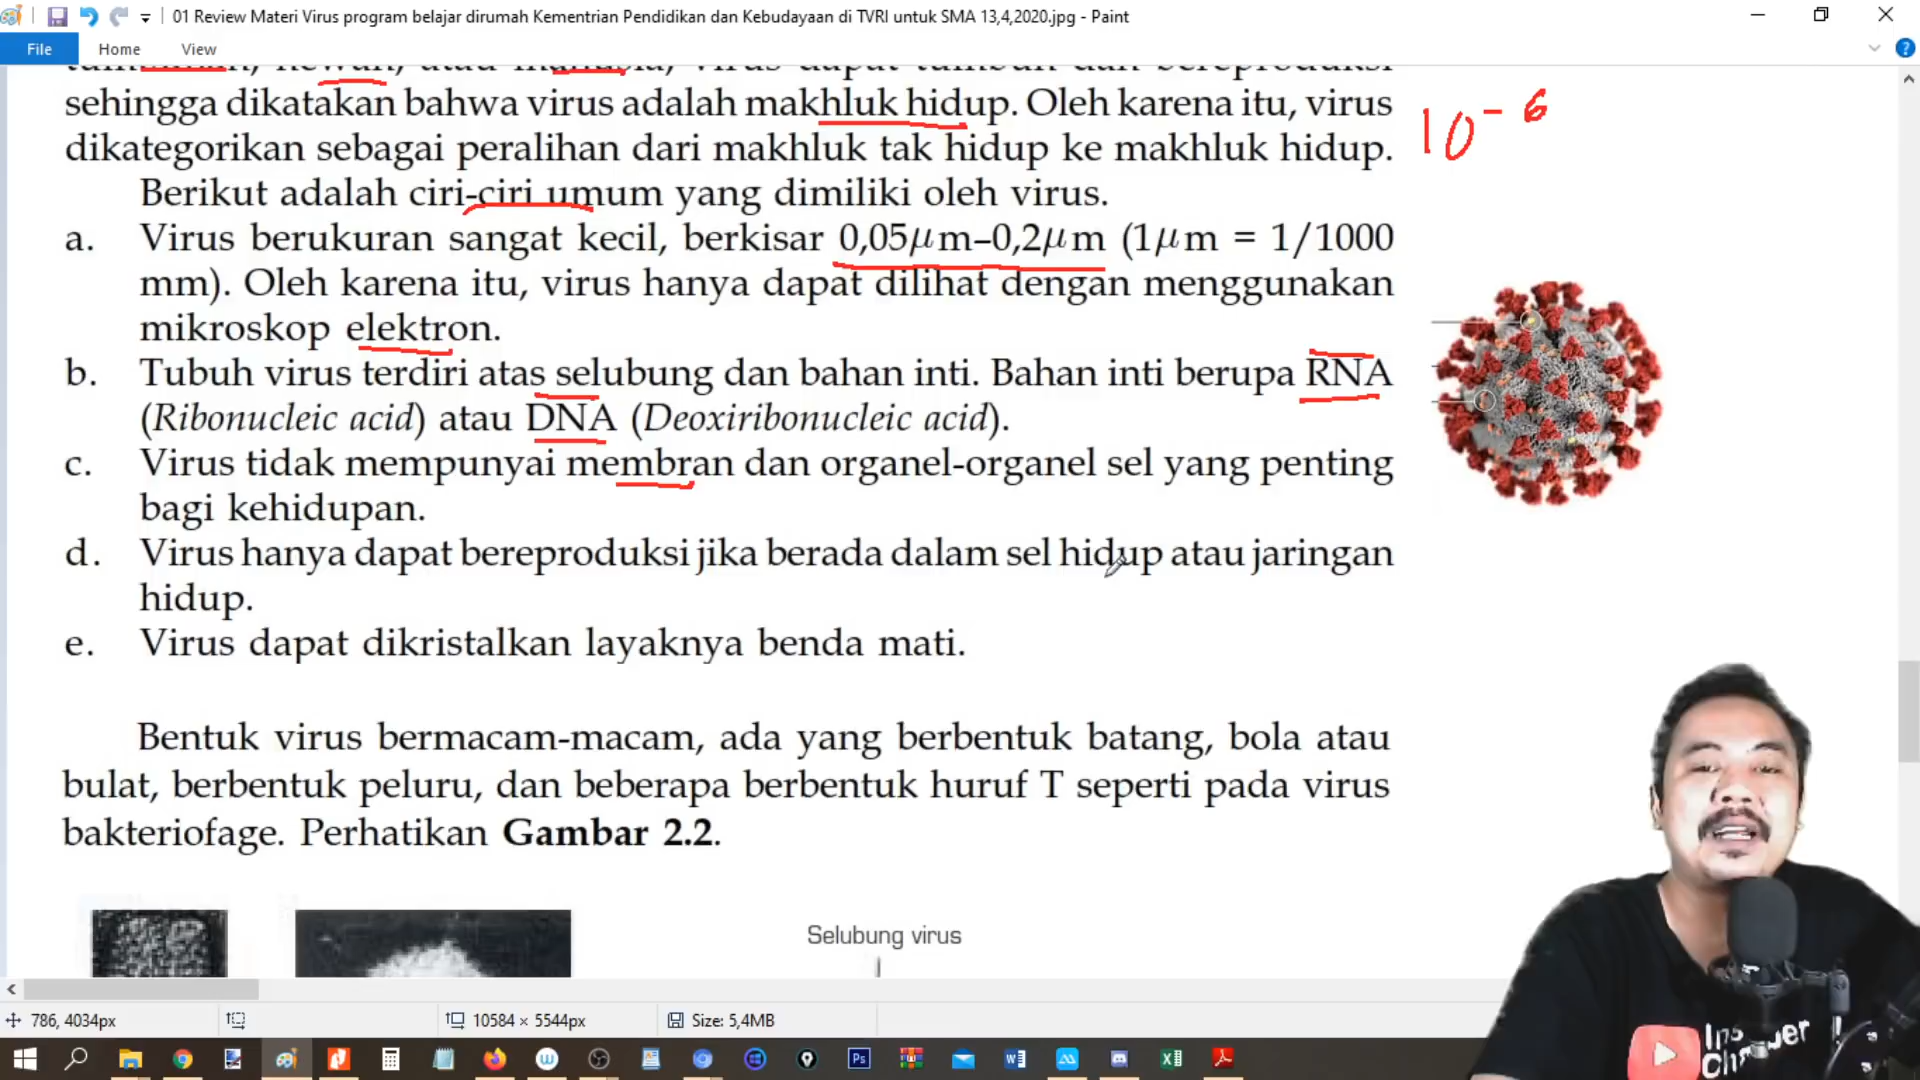 01 Review Materi Virus program belajar dirumah Kementrian Pendidikan dan Kebudayaan di TVRI untuk SMA 13,4,2020.jpg - Paint
File Home View
sehingga dikatakan bahwa virus adalah makhluk hidup. Oleh karena itu, virus
10⁻⁶
dikategorikan sebagai peralihan dari makhluk tak hidup ke makhluk hidup.
Berikut adalah ciri-ciri umum yang dimiliki oleh virus.
a. Virus berukuran sangat kecil, berkisar 0,05μm–0,2μm (1μm = 1/1000
mm). Oleh karena itu, virus hanya dapat dilihat dengan menggunakan
mikroskop elektron.
b. Tubuh virus terdiri atas selubung dan bahan inti. Bahan inti berupa RNA
(Ribonucleic acid) atau DNA (Deoxiribonucleic acid).
c. Virus tidak mempunyai membran dan organel-organel sel yang penting
bagi kehidupan.
d. Virus hanya dapat bereproduksi jika berada dalam sel hidup atau jaringan
hidup.
e. Virus dapat dikristalkan layaknya benda mati.
Bentuk virus bermacam-macam, ada yang berbentuk batang, bola atau
bulat, berbentuk peluru, dan beberapa berbentuk huruf T seperti pada virus
bakteriofage. Perhatikan Gambar 2.2.
Selubung virus
786, 4034px 10584 × 5544px Size: 5,4MB
Ps